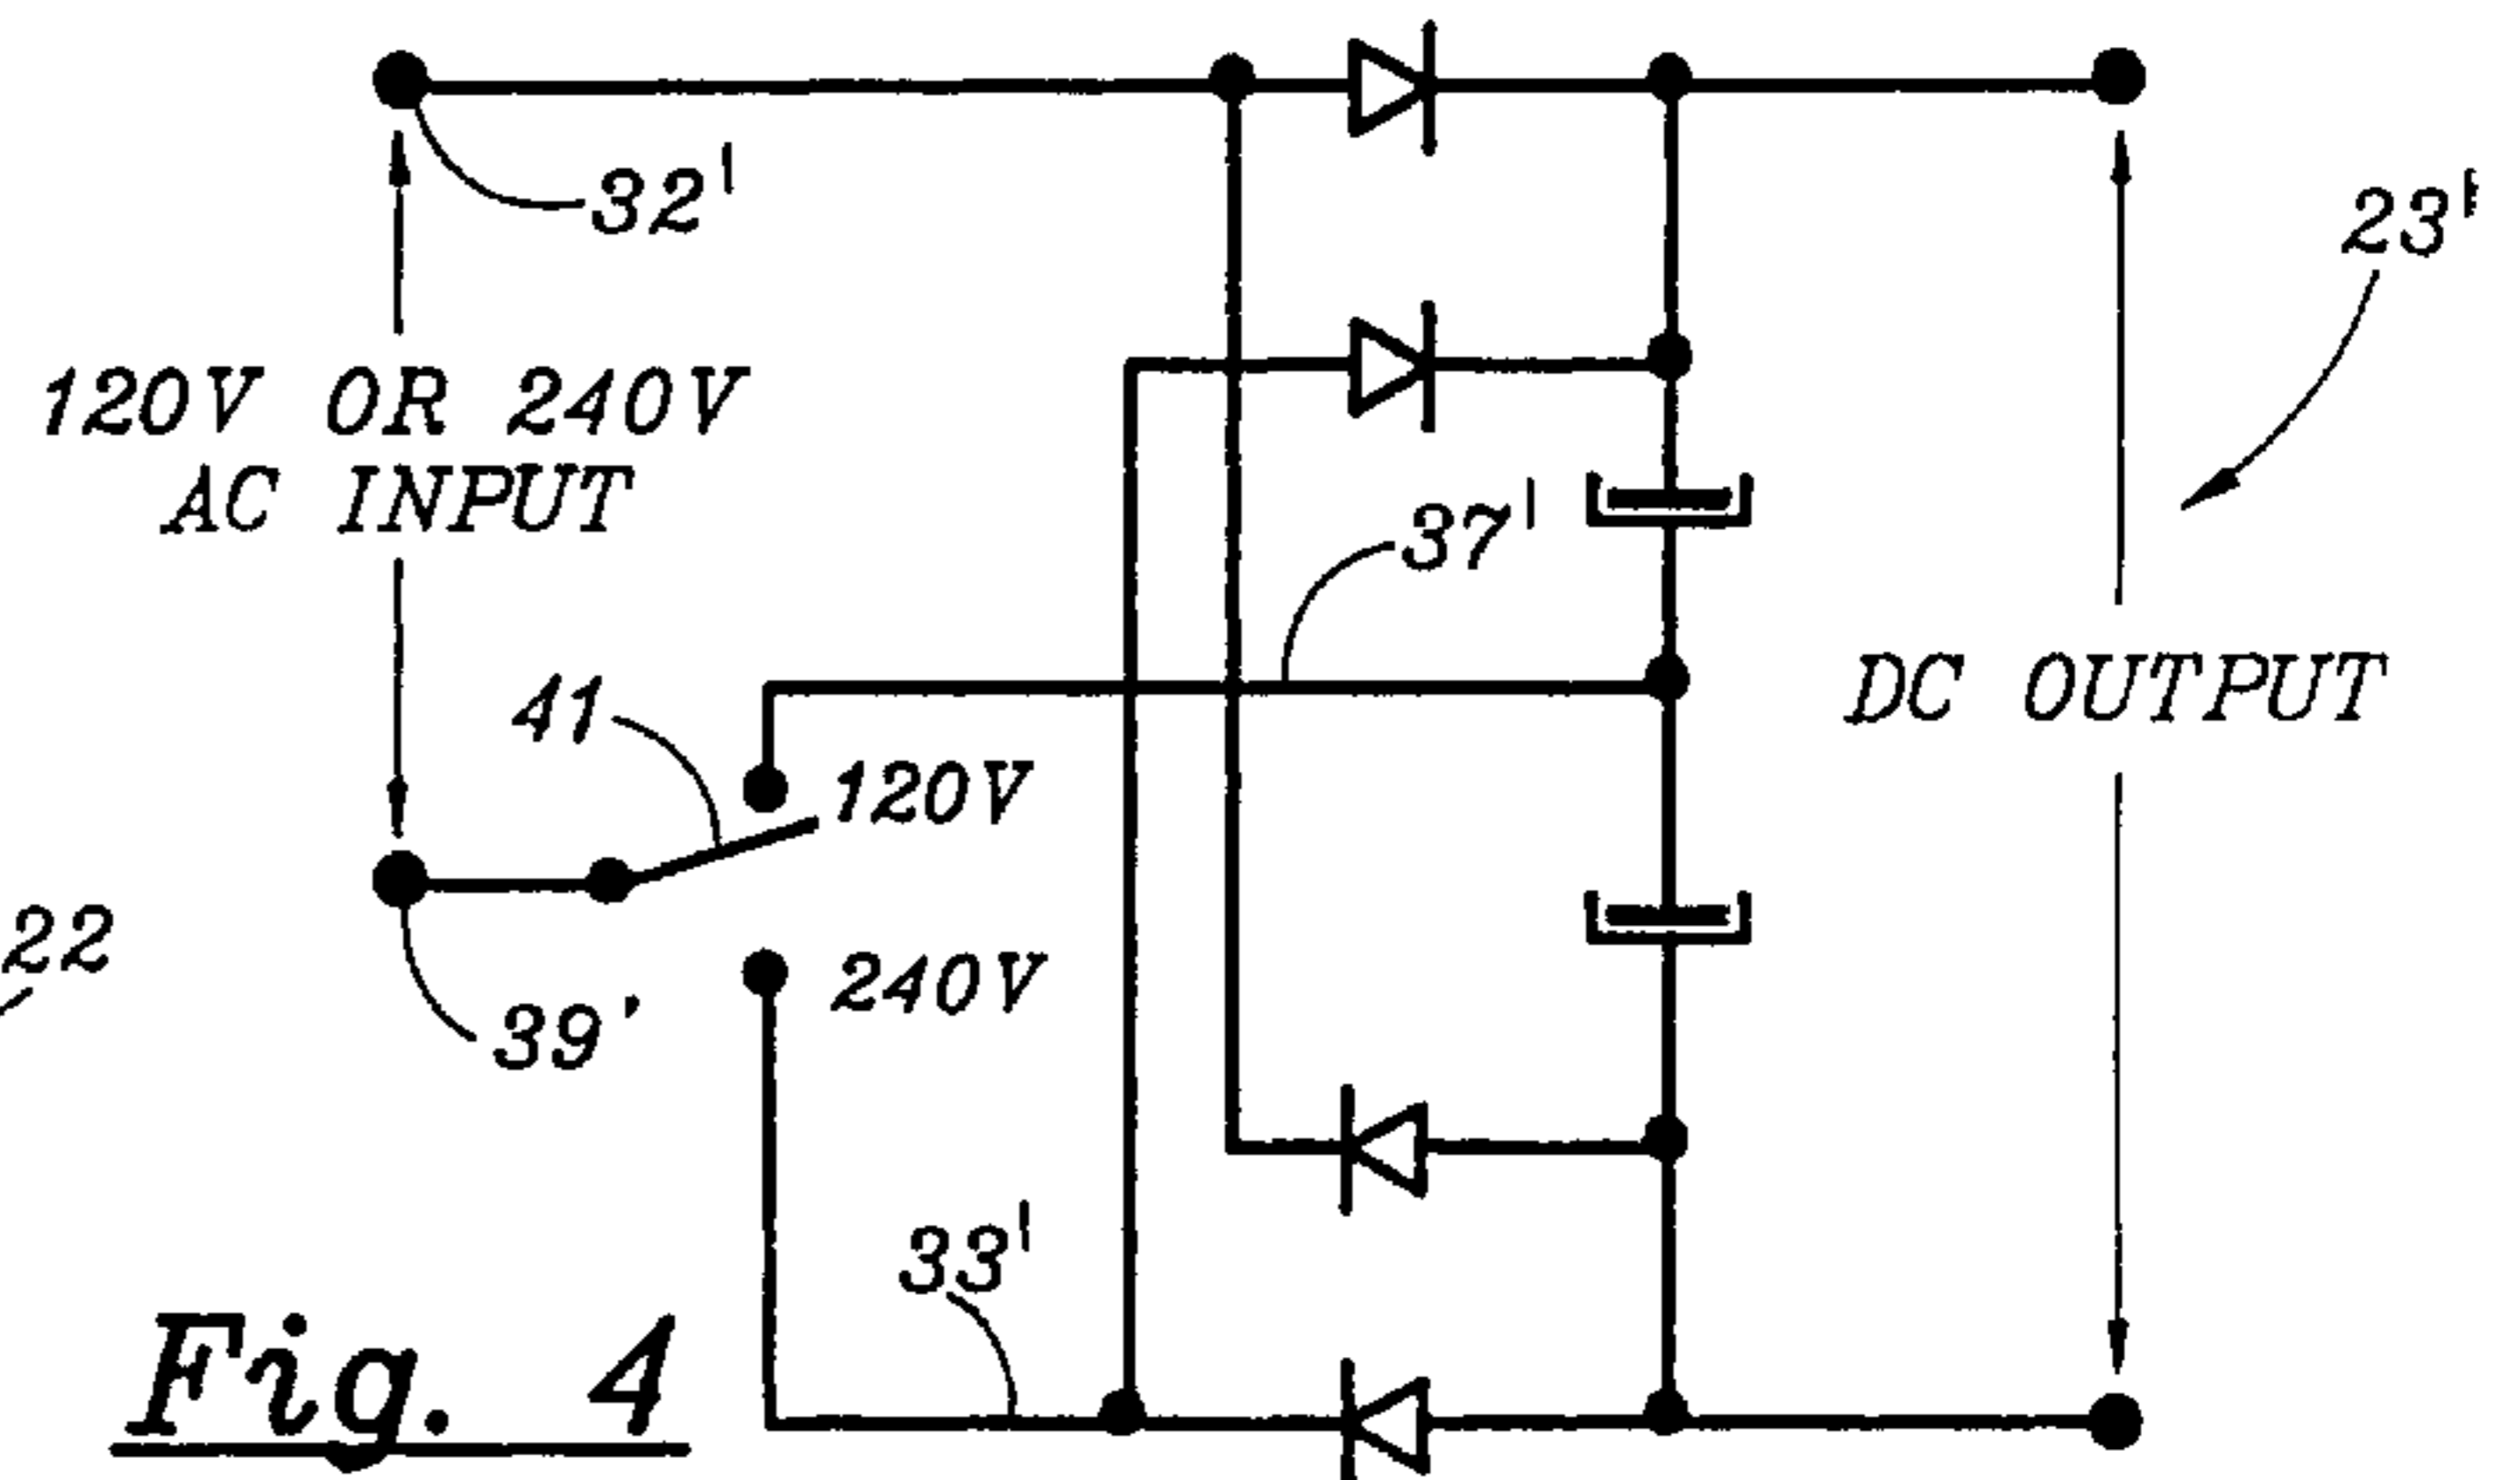 32'
23'
120V OR 240V
AC INPUT
37'
41
DC OUTPUT
120V
22
240V
39'
33'
Fig. 4